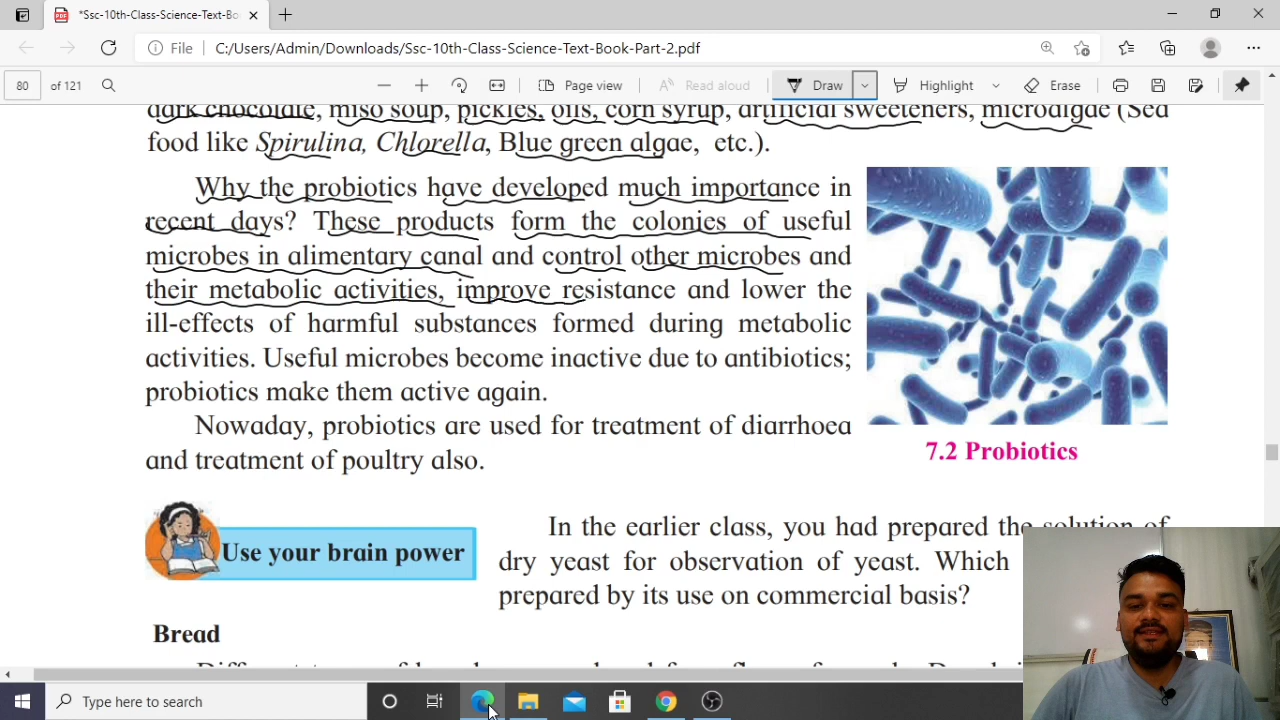 *Ssc-10th-Class-Science-Text-Bo
File
C:/Users/Admin/Downloads/Ssc-10th-Class-Science-Text-Book-Part-2.pdf
80 of 121
Page view
Read aloud
Draw
Highlight
Erase
dark chocolate, miso soup, pickles, oils, corn syrup, artificial sweeteners, microalgae (Sea
food like Spirulina, Chlorella, Blue green algae, etc.).
Why the probiotics have developed much importance in
recent days? These products form the colonies of useful
microbes in alimentary canal and control other microbes and
their metabolic activities, improve resistance and lower the
ill-effects of harmful substances formed during metabolic
activities. Useful microbes become inactive due to antibiotics;
probiotics make them active again.
Nowaday, probiotics are used for treatment of diarrhoea
and treatment of poultry also.
7.2 Probiotics
Use your brain power
In the earlier class, you had prepared the solution of
dry yeast for observation of yeast. Which
prepared by its use on commercial basis?
Bread
Type here to search